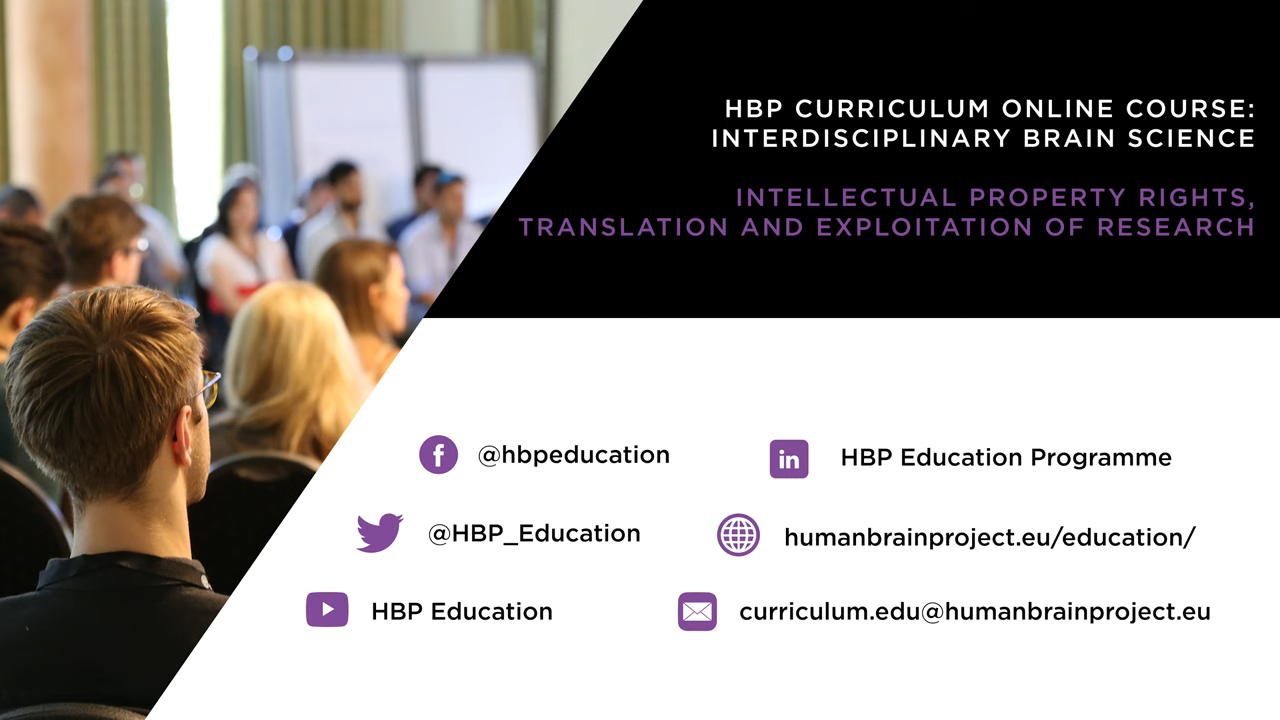 HBP CURRICULUM ONLINE COURSE:
INTERDISCIPLINARY BRAIN SCIENCE
INTELLECTUAL PROPERTY RIGHTS,
TRANSLATION AND EXPLOITATION OF RESEARCH
@hbpeducation
HBP Education Programme
@HBP_Education
humanbrainproject.eu/education/
HBP Education
curriculum.edu@humanbrainproject.eu